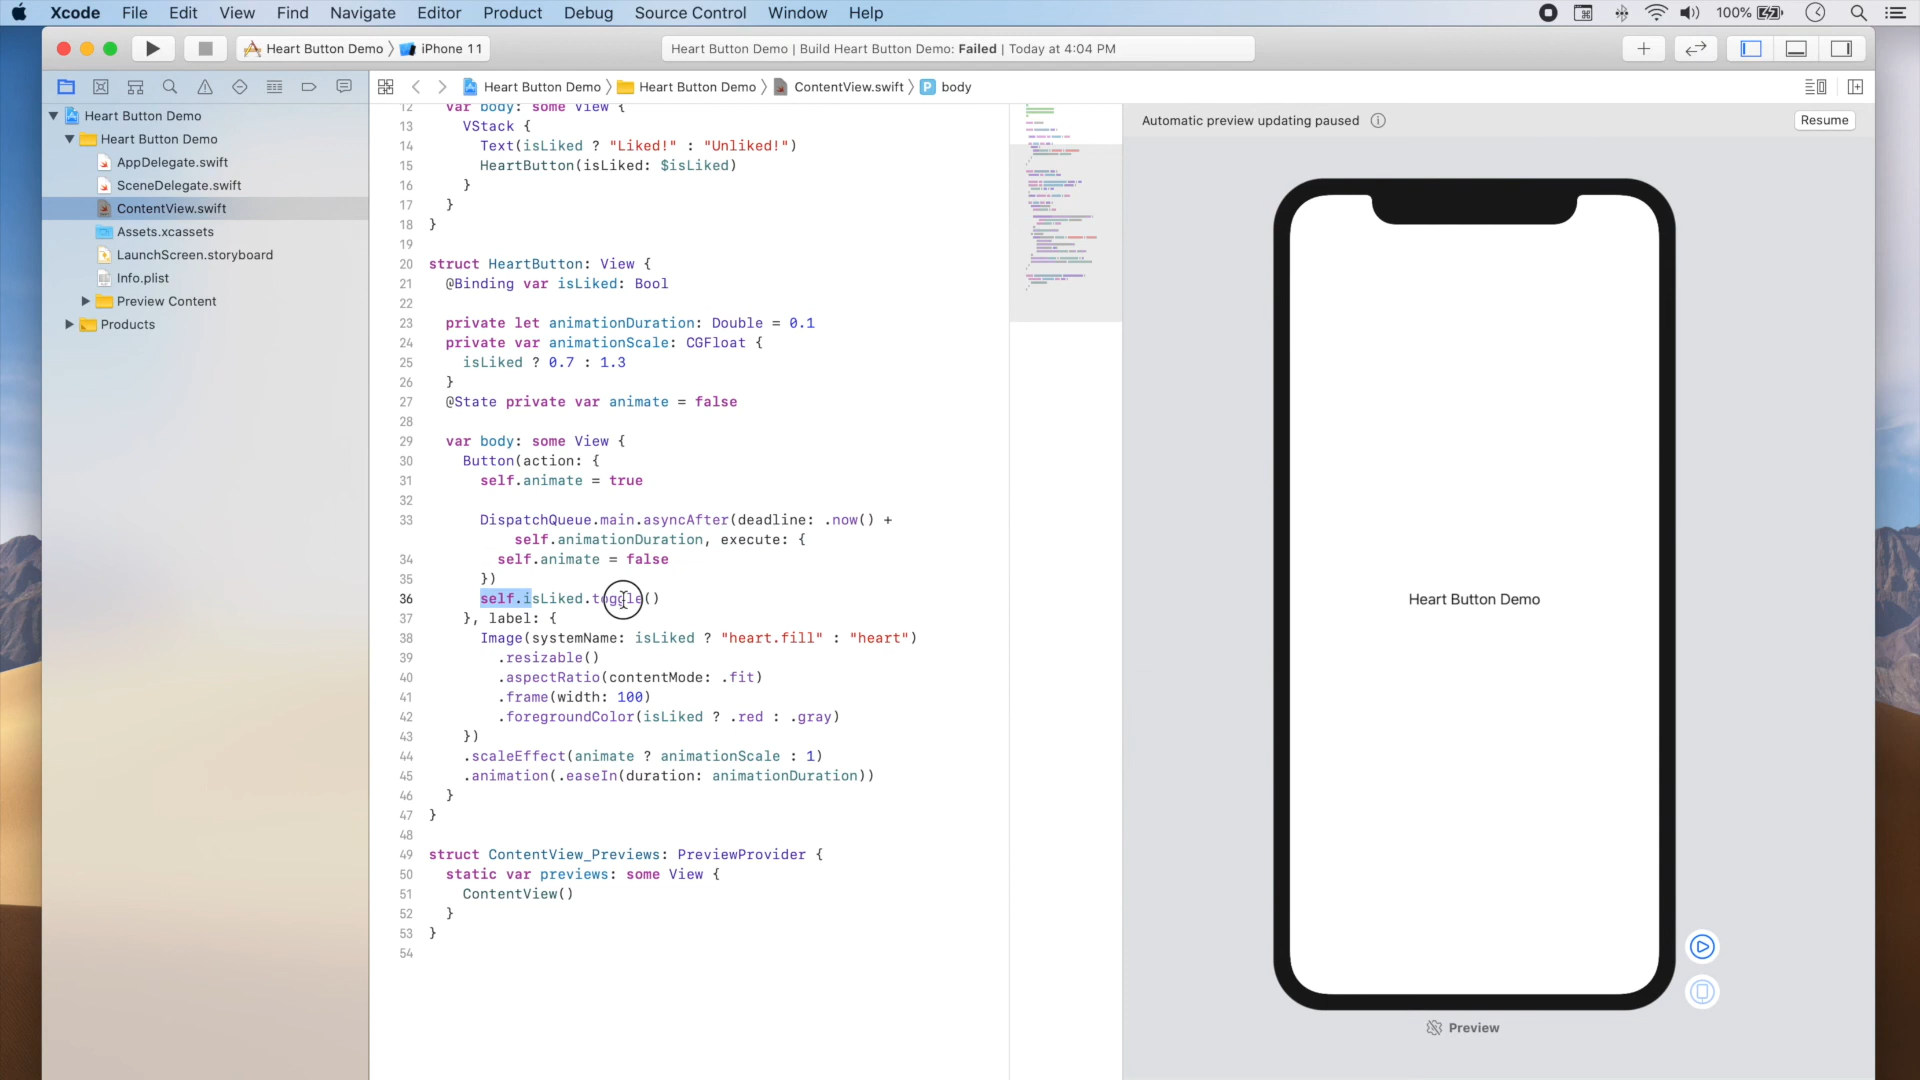 Xcode File Edit View Find Navigate Editor Product Debug Source Control Window Help
100%
Heart Button Demo iPhone 11
Heart Button Demo | Build Heart Button Demo: Failed | Today at 4:04 PM
Heart Button Demo Heart Button Demo ContentView.swift P body
Heart Button Demo
Heart Button Demo
AppDelegate.swift
SceneDelegate.swift
ContentView.swift
Assets.xcassets
LaunchScreen.storyboard
Info.plist
Preview Content
Products
12 var body: some View {
13 VStack {
14 Text(isLiked ? "Liked!" : "Unliked!")
15 HeartButton(isLiked: $isLiked)
16 }
17 }
18 }
19
20 struct HeartButton: View {
21 @Binding var isLiked: Bool
22
23 private let animationDuration: Double = 0.1
24 private var animationScale: CGFloat {
25 isLiked ? 0.7 : 1.3
26 }
27 @State private var animate = false
28
29 var body: some View {
30 Button(action: {
31 self.animate = true
32
33 DispatchQueue.main.asyncAfter(deadline: .now() +
self.animationDuration, execute: {
34 self.animate = false
35 })
36 self.isLiked.toggle()
37 }, label: {
38 Image(systemName: isLiked ? "heart.fill" : "heart")
39 .resizable()
40 .aspectRatio(contentMode: .fit)
41 .frame(width: 100)
42 .foregroundColor(isLiked ? .red : .gray)
43 })
44 .scaleEffect(animate ? animationScale : 1)
45 .animation(.easeIn(duration: animationDuration))
46 }
47 }
48
49 struct ContentView_Previews: PreviewProvider {
50 static var previews: some View {
51 ContentView()
52 }
53 }
54
Automatic preview updating paused
Resume
Heart Button Demo
Preview